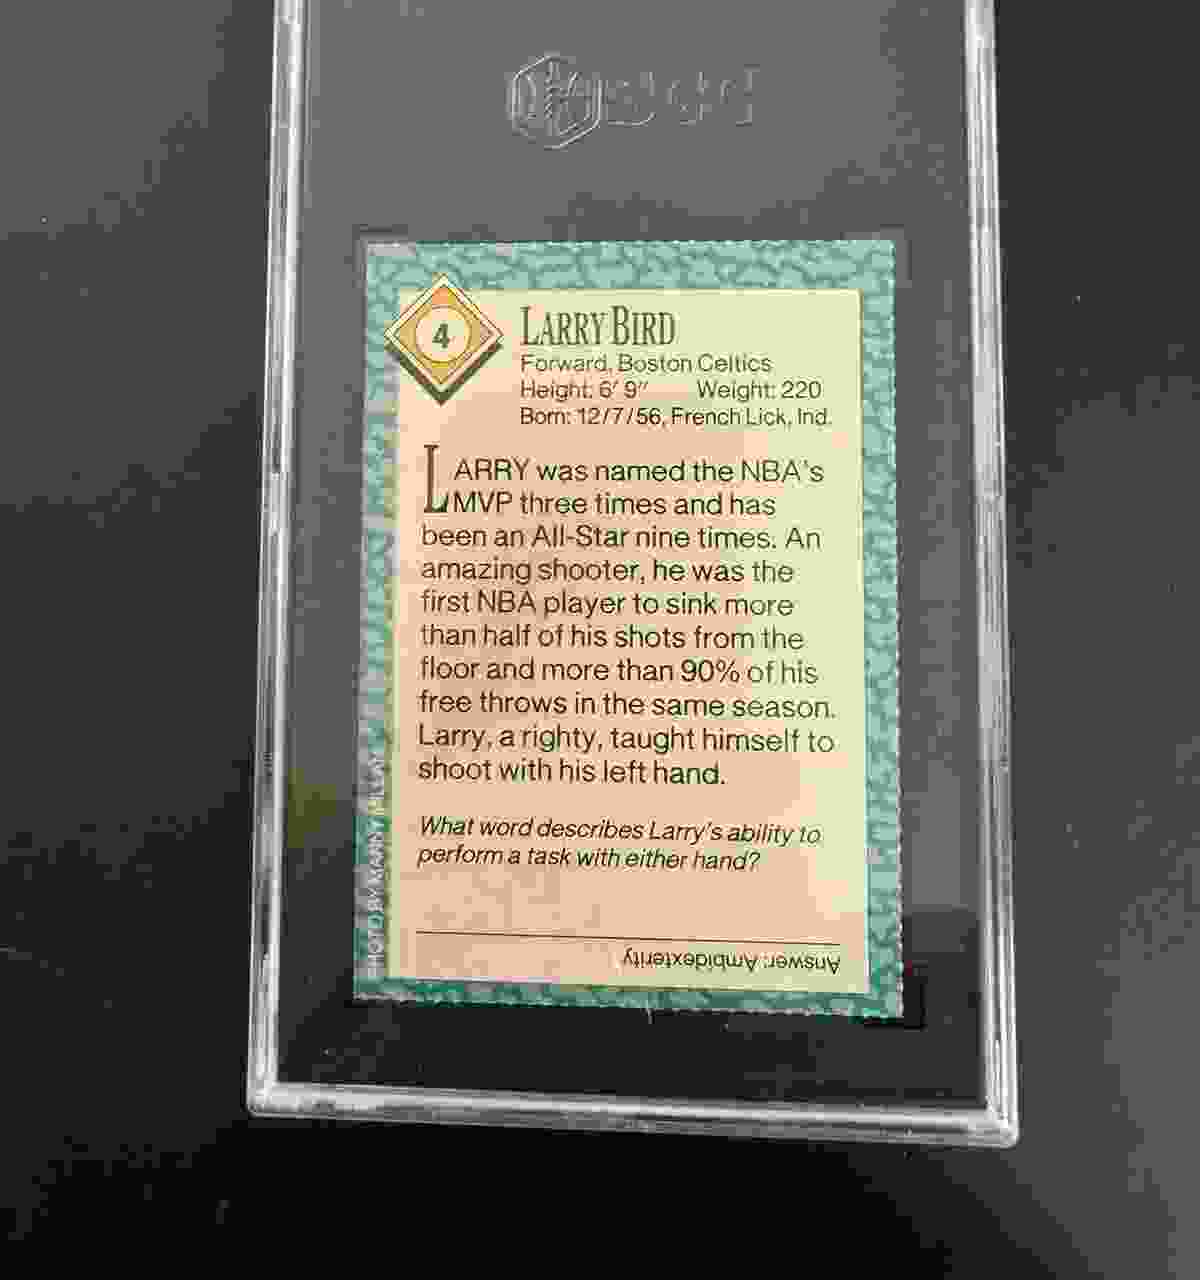 4
LARRY BIRD
Forward, Boston Celtics
Height: 6' 9" Weight: 220
Born: 12/7/56, French Lick, Ind.
LARRY was named the NBA's
MVP three times and has
been an All-Star nine times. An
amazing shooter, he was the
first NBA player to sink more
than half of his shots from the
floor and more than 90% of his
free throws in the same season.
Larry, a righty, taught himself to
shoot with his left hand.
What word describes Larry's ability to
perform a task with either hand?
Answer: Ambidexterity
PHOTO BY MANNY MILLAN
SGC